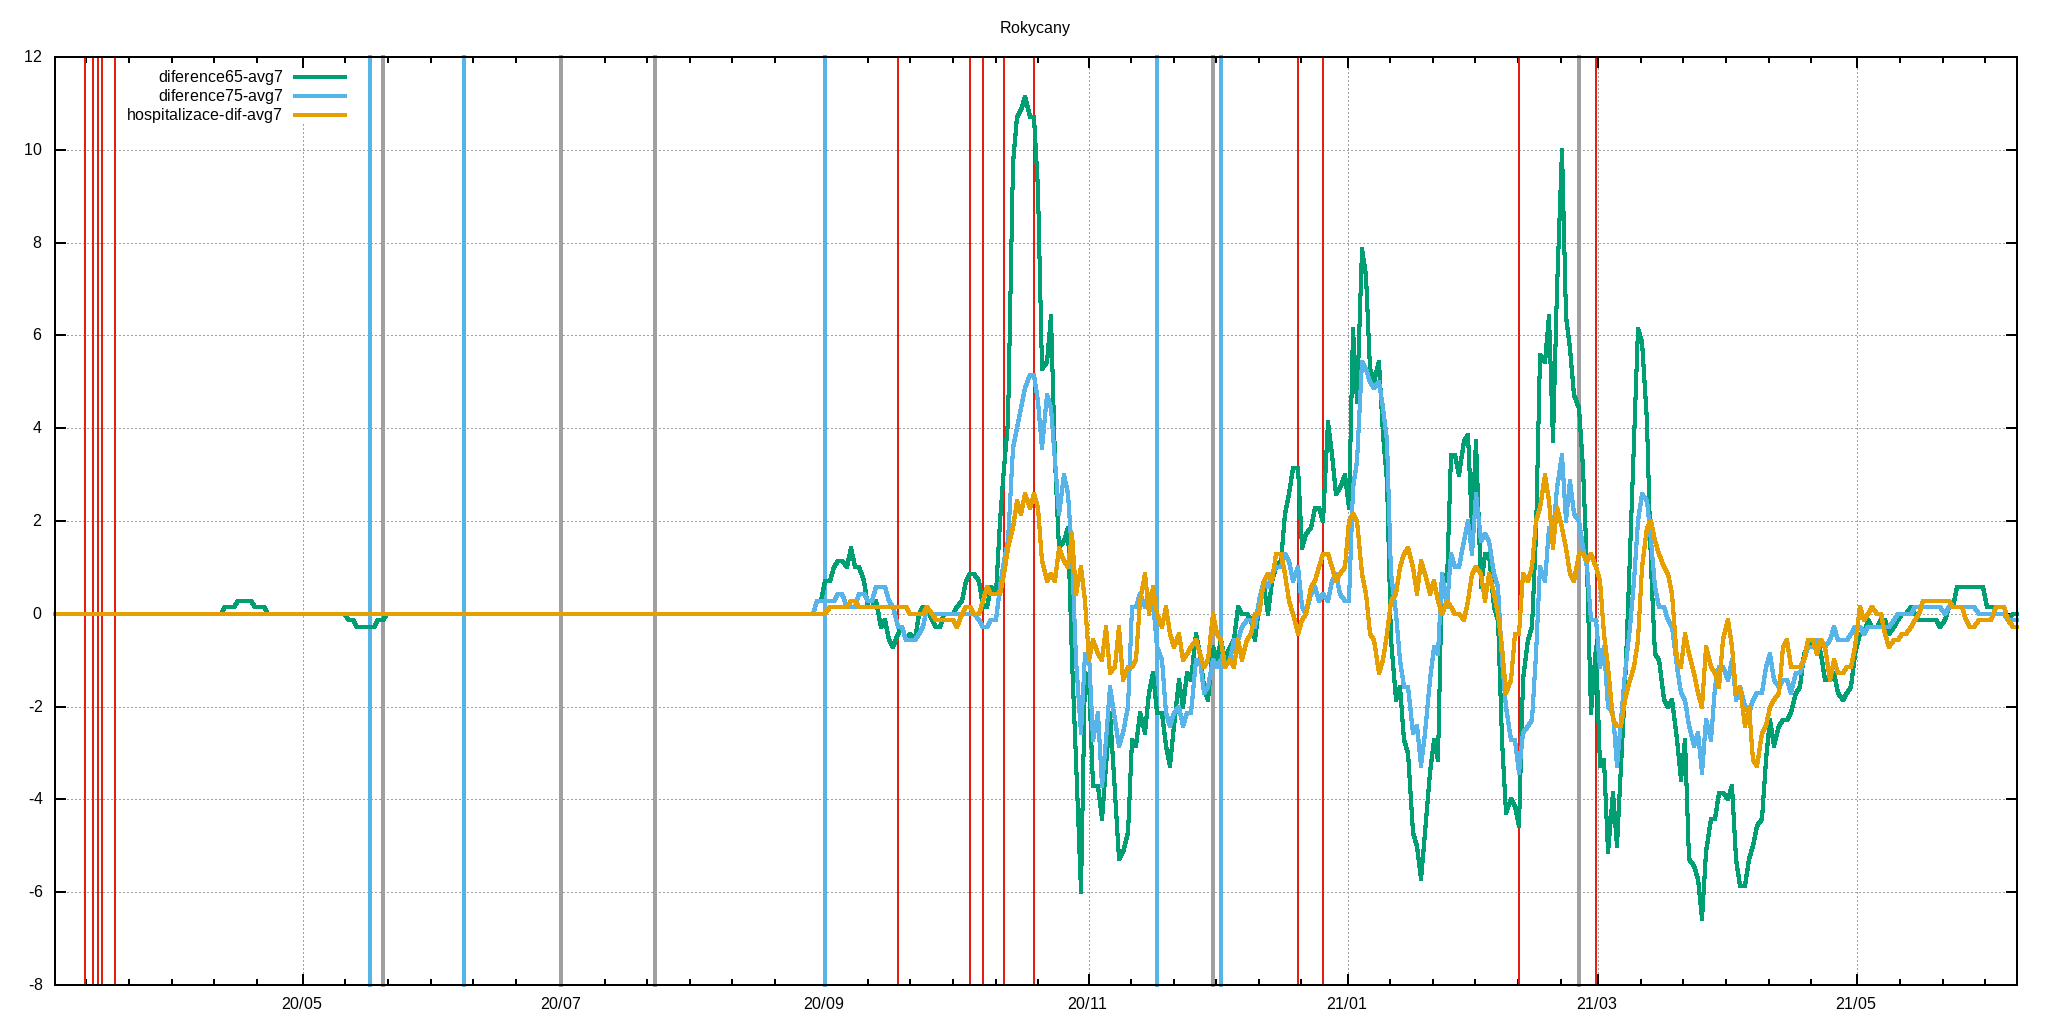 Rokycany
12
diference65-avg7
diference75-avg7
hospitalizace-dif-avg7
10
8
6
4
2
0
-2
-4
-6
-8
20/05 20/07 20/09 20/11 21/01 21/03 21/05